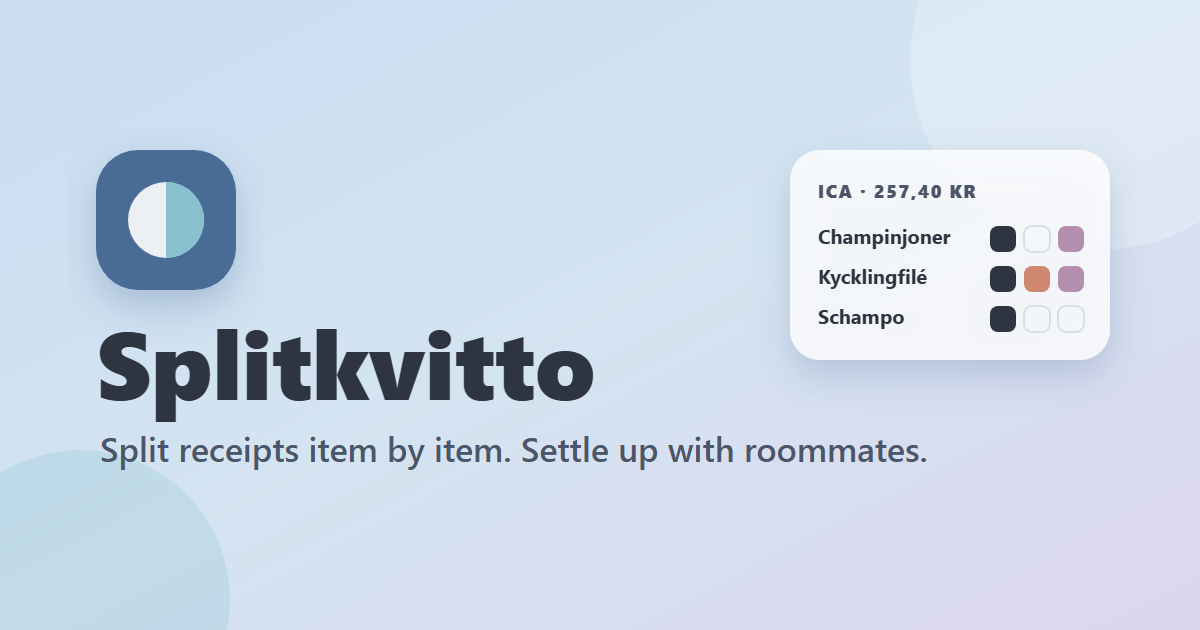 Splitkvitto
Split receipts item by item. Settle up with roommates.
ICA · 257,40 KR
Champinjoner
Kycklingfilé
Schampo